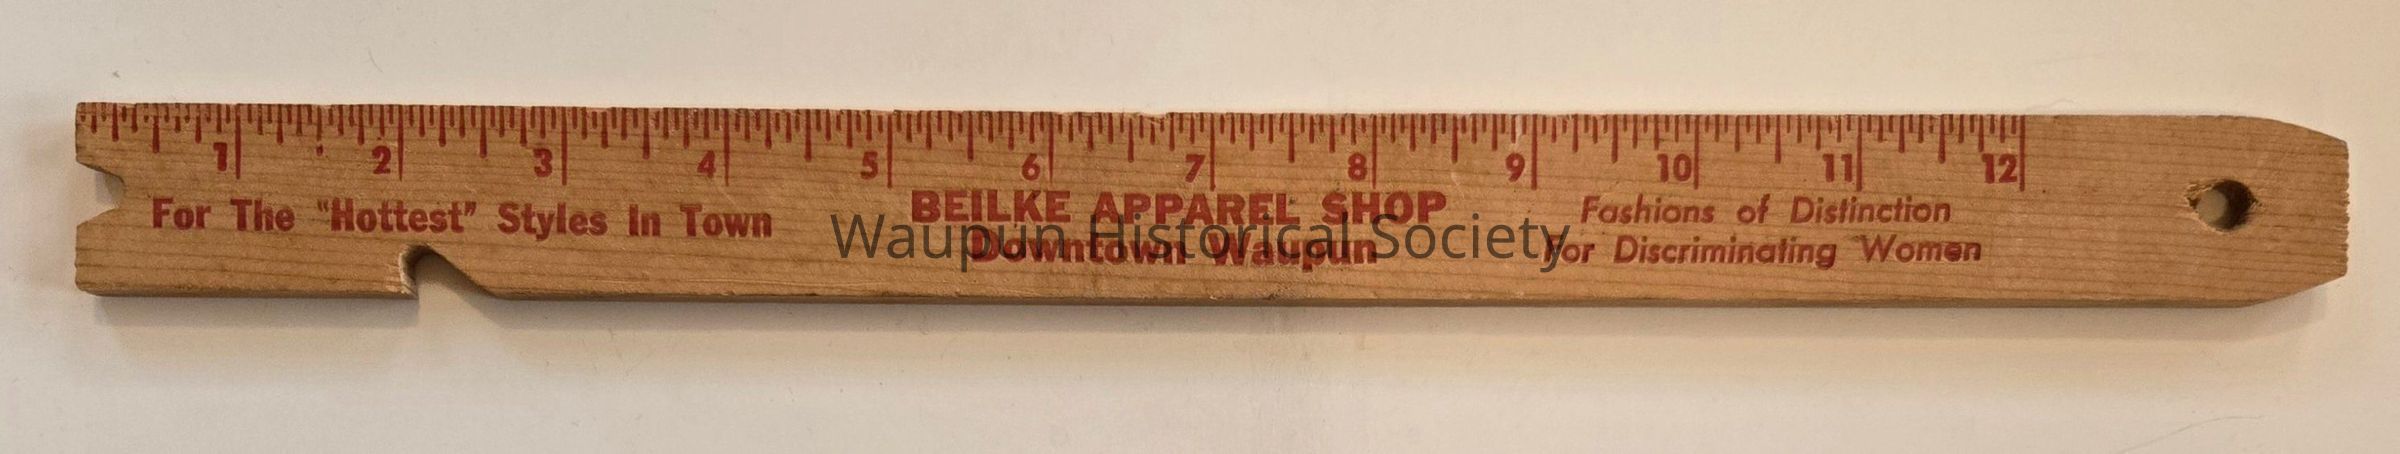 1 2 3 4 5 6 7 8 9 10 11 12
For The "Hottest" Styles In Town
BEILKE APPAREL SHOP
Downtown Waupun
Fashions of Distinction
For Discriminating Women
Waupun Historical Society